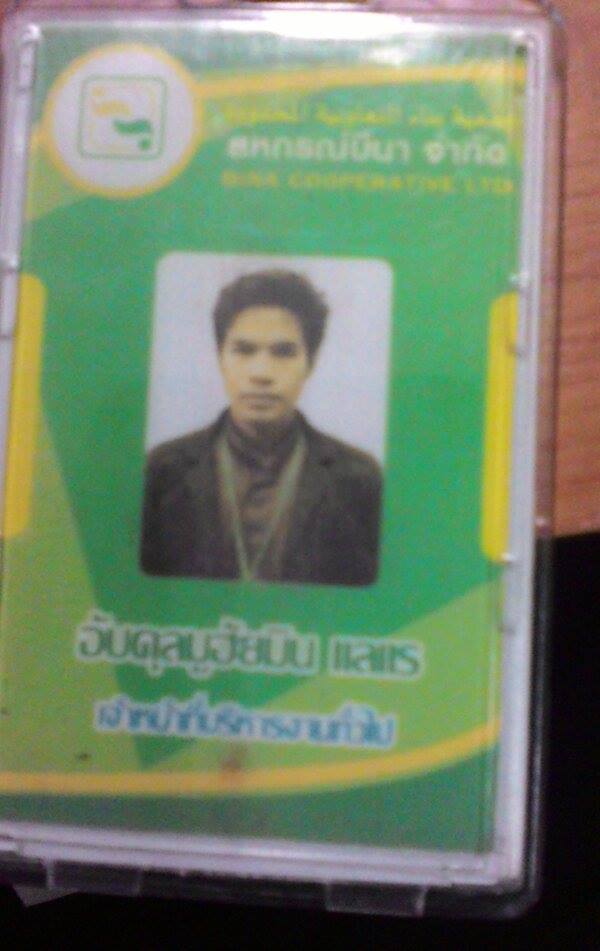 สหกรณ์บีนา จำกัด
BINA COOPERATIVE LTD
อับดุลมูฮัยมิน แลแร
เจ้าหน้าที่บริหารงานทั่วไป